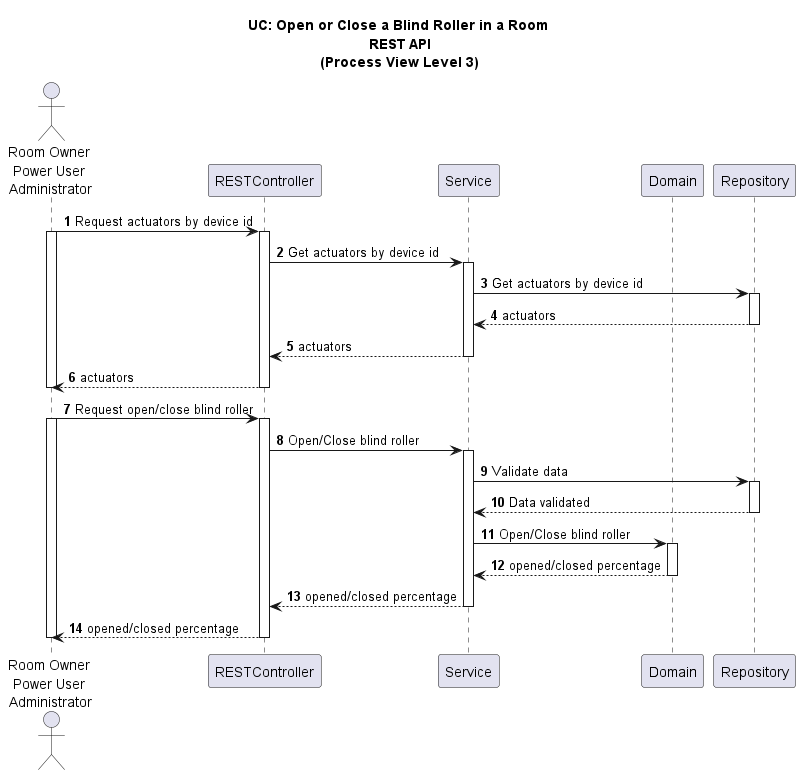 UC: Open or Close a Blind Roller in a Room
REST API
(Process View Level 3)
Room Owner
Power User
Administrator
RESTController
Service
Domain
Repository
1 Request actuators by device id
2 Get actuators by device id
3 Get actuators by device id
4 actuators
5 actuators
6 actuators
7 Request open/close blind roller
8 Open/Close blind roller
9 Validate data
10 Data validated
11 Open/Close blind roller
12 opened/closed percentage
13 opened/closed percentage
14 opened/closed percentage
Room Owner
Power User
Administrator
RESTController
Service
Domain
Repository